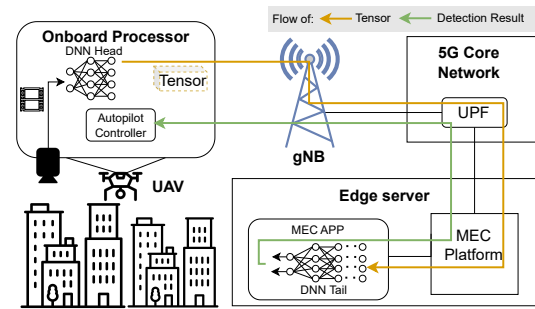 Flow of: Tensor Detection Result
Onboard Processor
DNN Head
Tensor
Autopilot
Controller
UAV
gNB
5G Core
Network
UPF
Edge server
MEC APP
DNN Tail
MEC
Platform